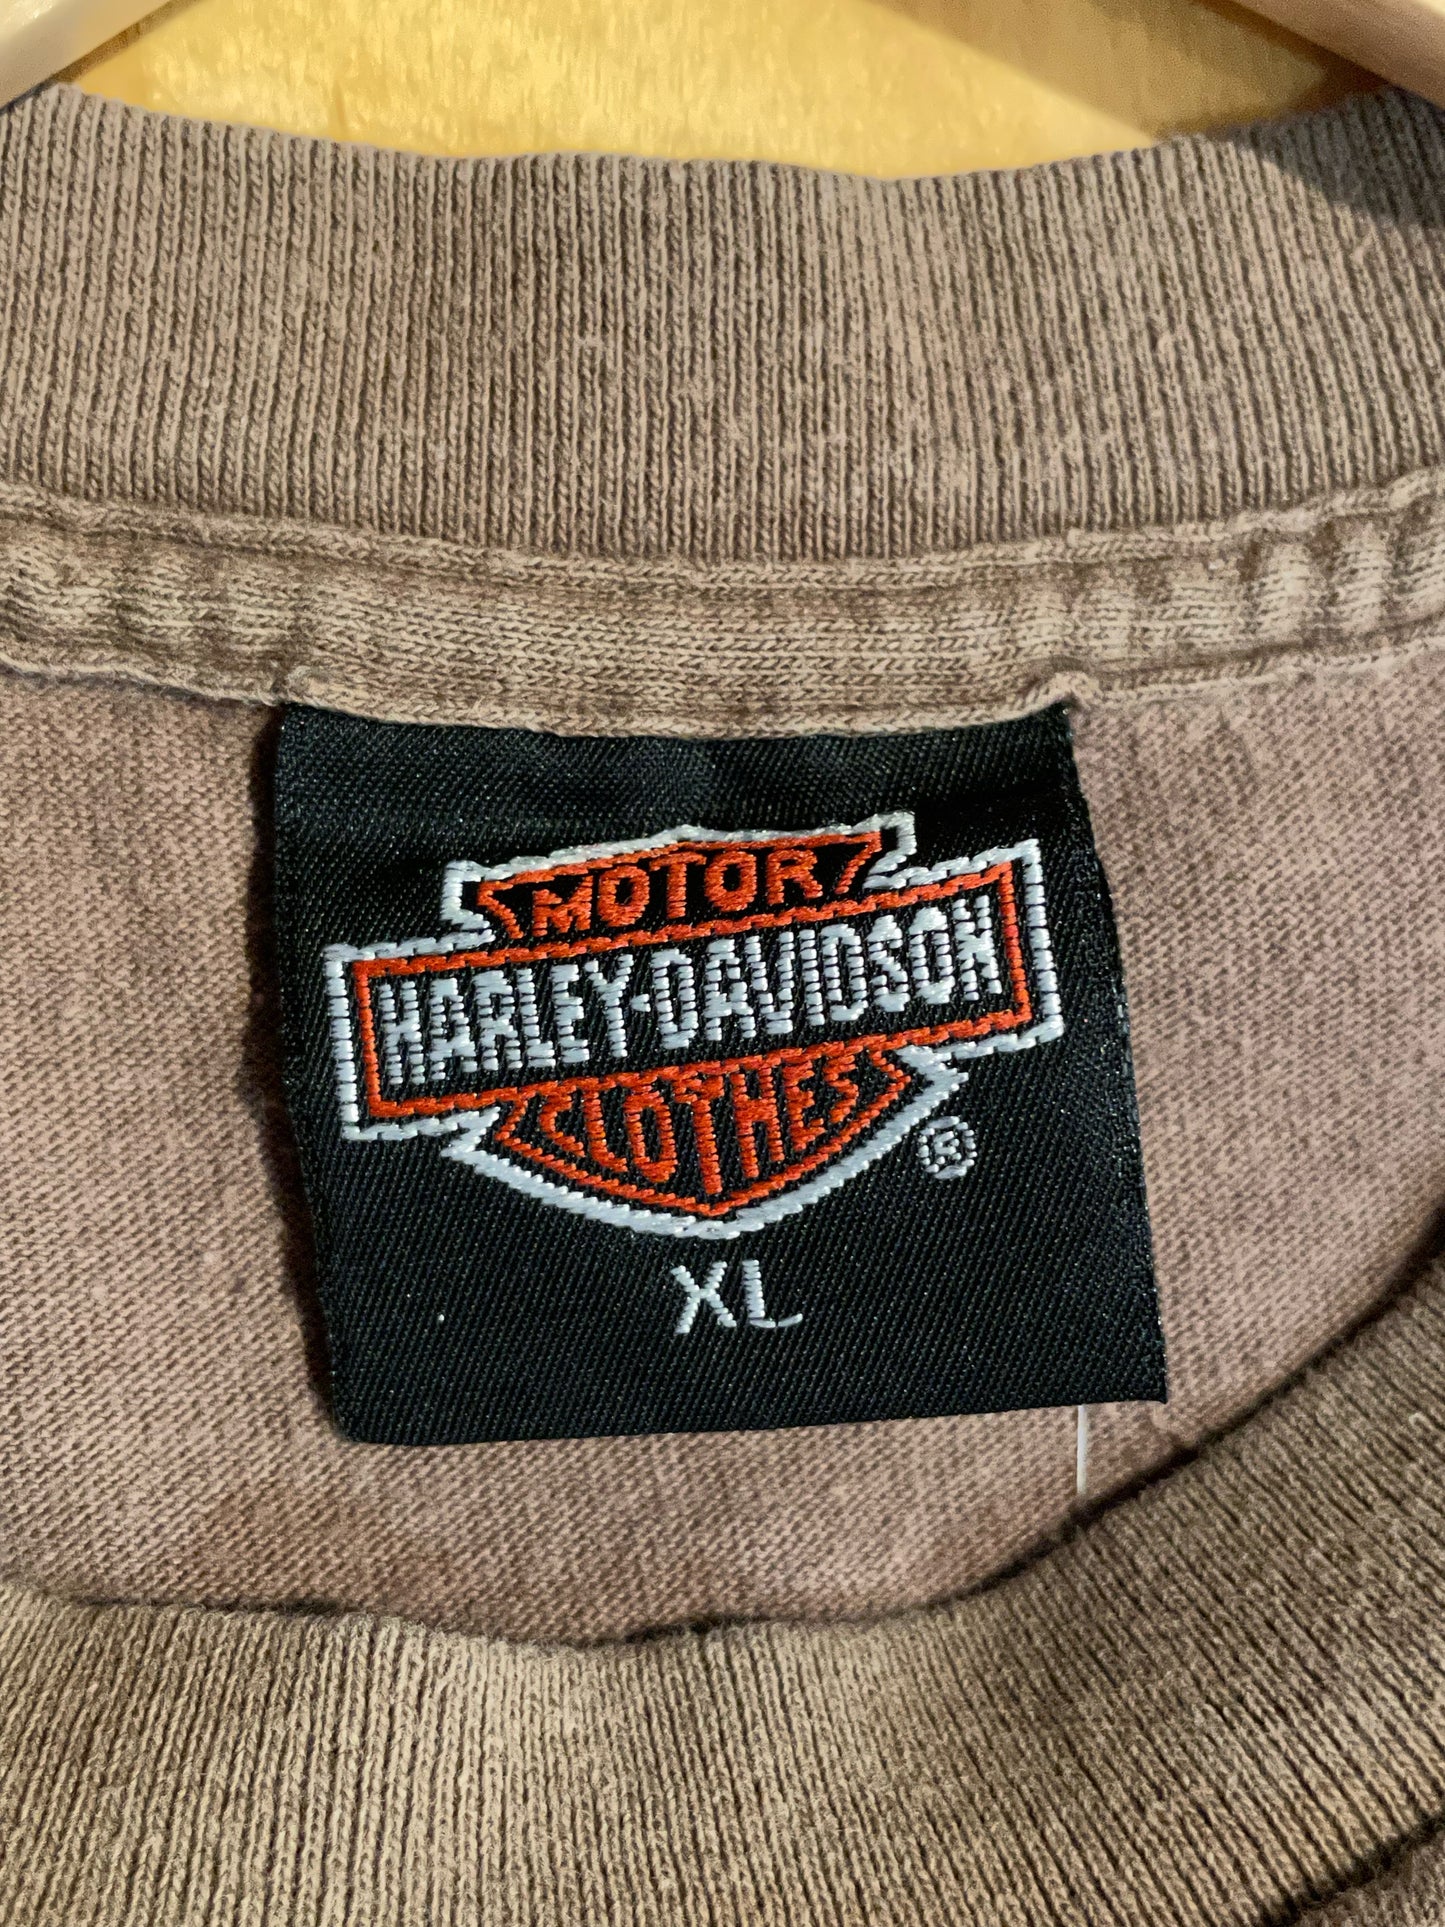 MOTOR
HARLEY-DAVIDSON
CLOTHES
®
XL